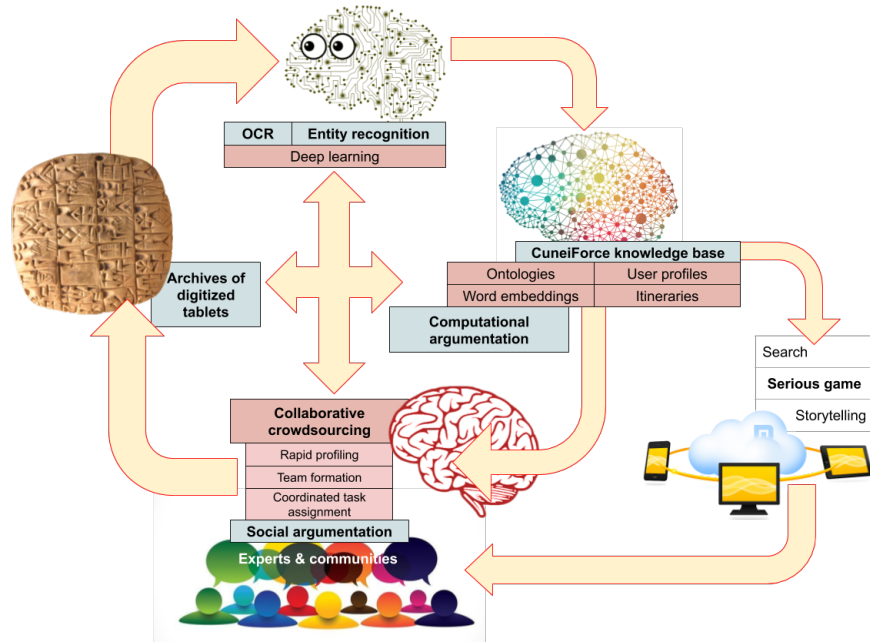 OCR
Entity recognition
Deep learning
CuneiForce knowledge base
Ontologies
User profiles
Word embeddings
Itineraries
Computational
argumentation
Archives of
digitized
tablets
Search
Serious game
Storytelling
Collaborative
crowdsourcing
Rapid profiling
Team formation
Coordinated task
assignment
Social argumentation
Experts & communities